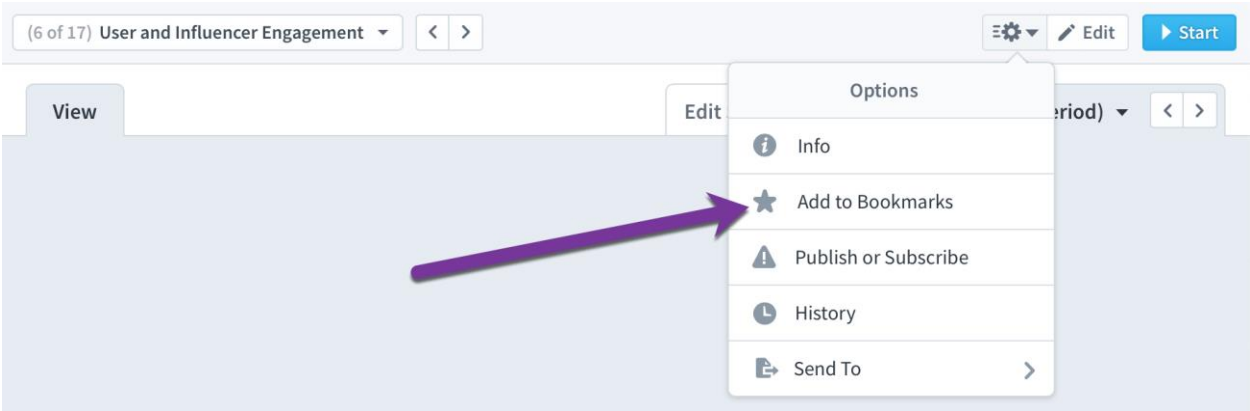 (6 of 17) User and Influencer Engagement
Edit
Start
View
Edit
eriod)
Options
Info
Add to Bookmarks
Publish or Subscribe
History
Send To